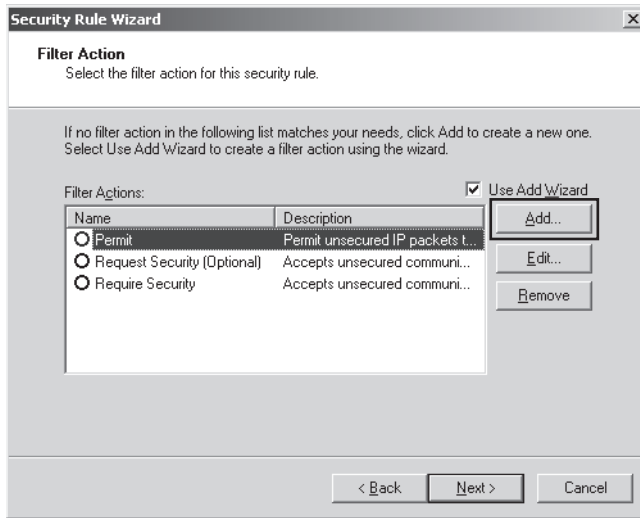 Security Rule Wizard
Filter Action
Select the filter action for this security rule.
If no filter action in the following list matches your needs, click Add to create a new one.
Select Use Add Wizard to create a filter action using the wizard.
Filter Actions:
Use Add Wizard
Name Description
Permit Permit unsecured IP packets t...
Request Security (Optional) Accepts unsecured communi...
Require Security Accepts unsecured communi...
Add...
Edit...
Remove
< Back Next > Cancel